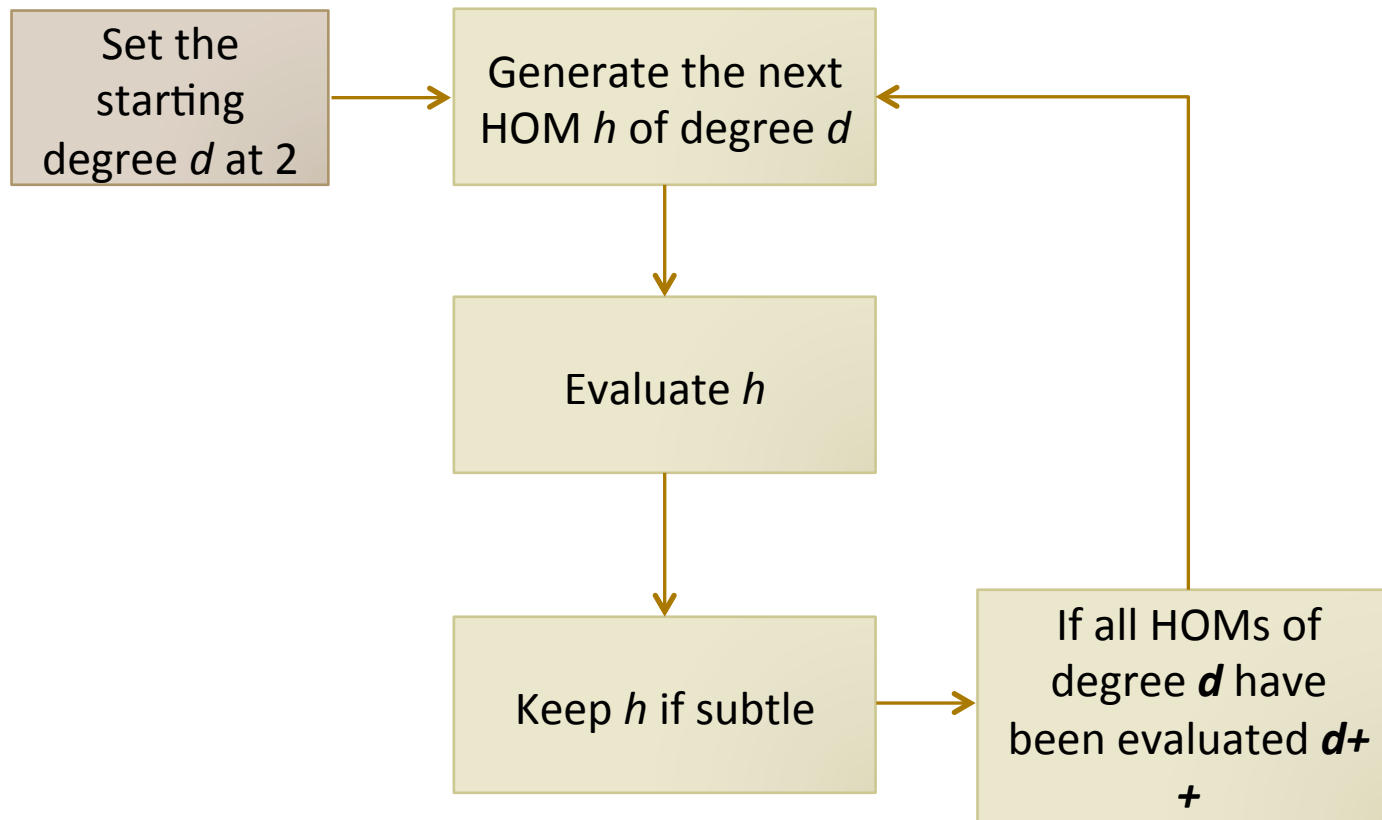 Set the
starting
degree d at 2
Generate the next
HOM h of degree d
Evaluate h
Keep h if subtle
If all HOMs of
degree d have
been evaluated d+
+